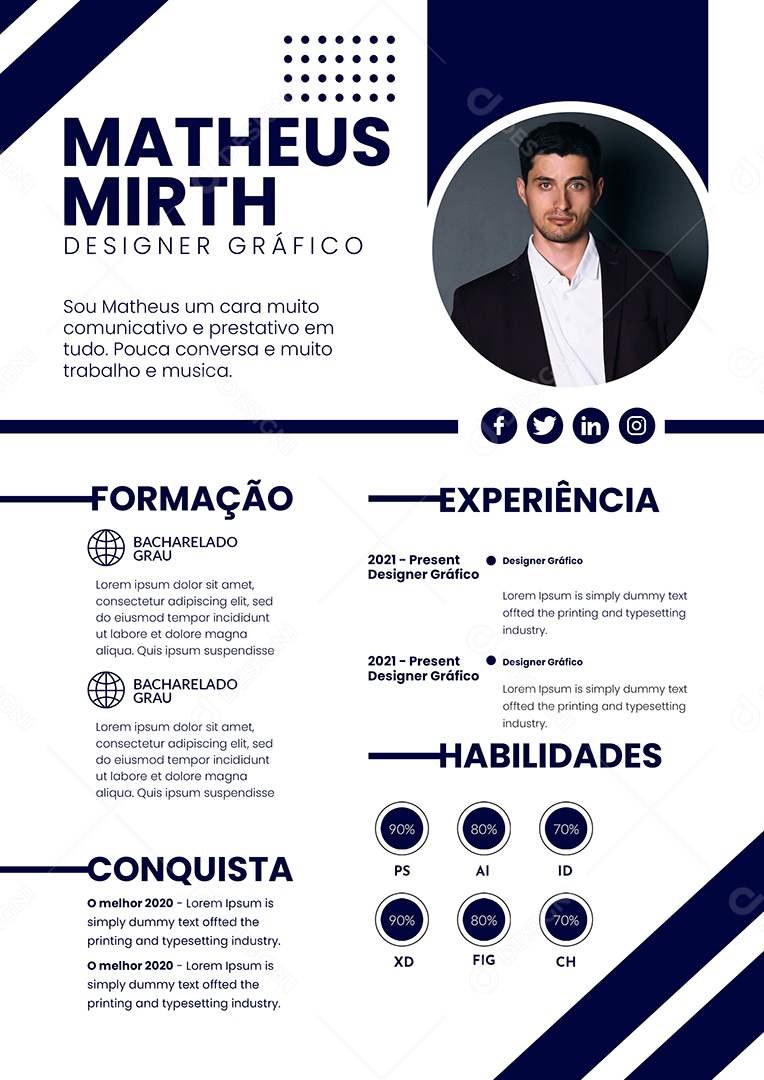 MATHEUS
MIRTH
DESIGNER GRÁFICO
Sou Matheus um cara muito
comunicativo e prestativo em
tudo. Pouca conversa e muito
trabalho e musica.
FORMAÇÃO
BACHARELADO
GRAU
Lorem ipsum dolor sit amet,
consectetur adipiscing elit, sed
do eiusmod tempor incididunt
ut labore et dolore magna
aliqua. Quis ipsum suspendisse
BACHARELADO
GRAU
Lorem ipsum dolor sit amet,
consectetur adipiscing elit, sed
do eiusmod tempor incididunt
ut labore et dolore magna
aliqua. Quis ipsum suspendisse
CONQUISTA
O melhor 2020 - Lorem Ipsum is
simply dummy text offted the
printing and typesetting industry.
O melhor 2020 - Lorem Ipsum is
simply dummy text offted the
printing and typesetting industry.
EXPERIÊNCIA
2021 - Present
Designer Gráfico
Designer Gráfico
Lorem Ipsum is simply dummy text
offted the printing and typesetting
industry.
2021 - Present
Designer Gráfico
Designer Gráfico
Lorem Ipsum is simply dummy text
offted the printing and typesetting
industry.
HABILIDADES
90% 80% 70%
PS AI ID
90% 80% 70%
XD FIG CH
DESIGNI